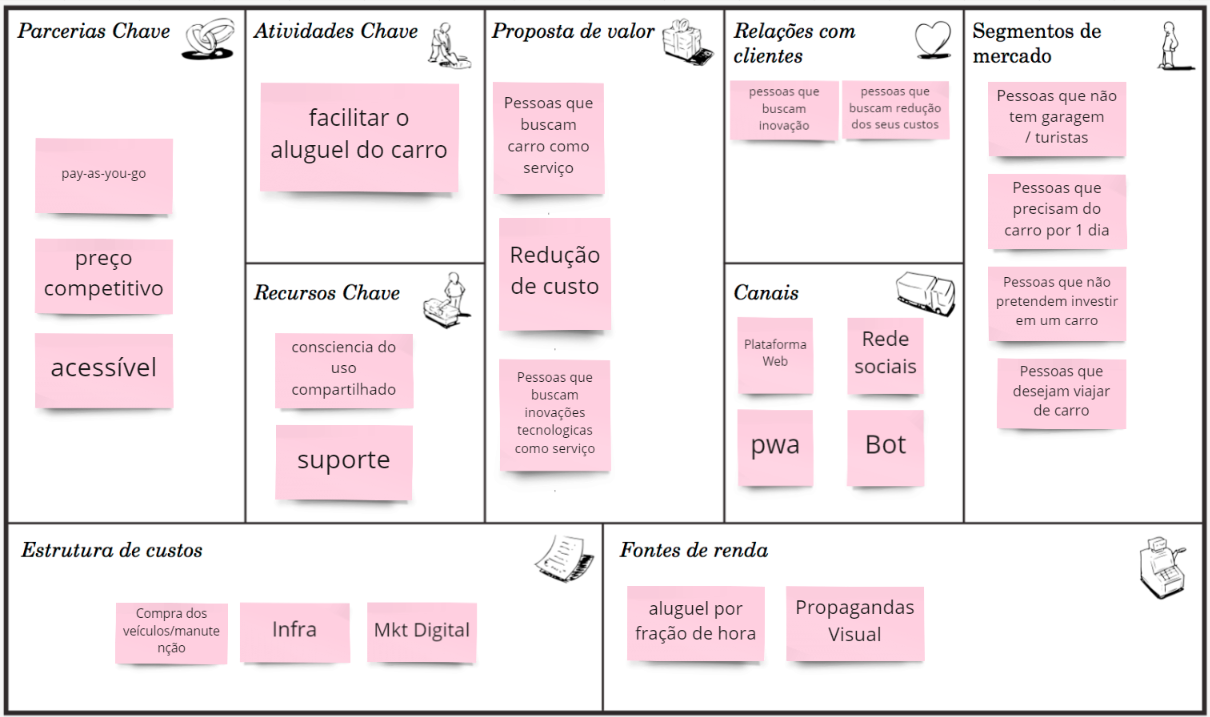 Parcerias Chave
pay-as-you-go
preço
competitivo
acessível
Atividades Chave
facilitar o
aluguel do carro
Recursos Chave
consciencia do
uso
compartilhado
suporte
Proposta de valor
Pessoas que
buscam
carro como
serviço
Redução
de custo
Pessoas que
buscam
inovações
tecnologicas
como serviço
Relações com
clientes
pessoas que
buscam
inovação
pessoas que
buscam redução
dos seus custos
Canais
Plataforma
Web
Rede
sociais
pwa
Bot
Segmentos de
mercado
Pessoas que não
tem garagem
/ turistas
Pessoas que
precisam do
carro por 1 dia
Pessoas que não
pretendem investir
em um carro
Pessoas que
desejam viajar
de carro
Estrutura de custos
Compra dos
veículos/manute
nção
Infra
Mkt Digital
Fontes de renda
aluguel por
fração de hora
Propagandas
Visual